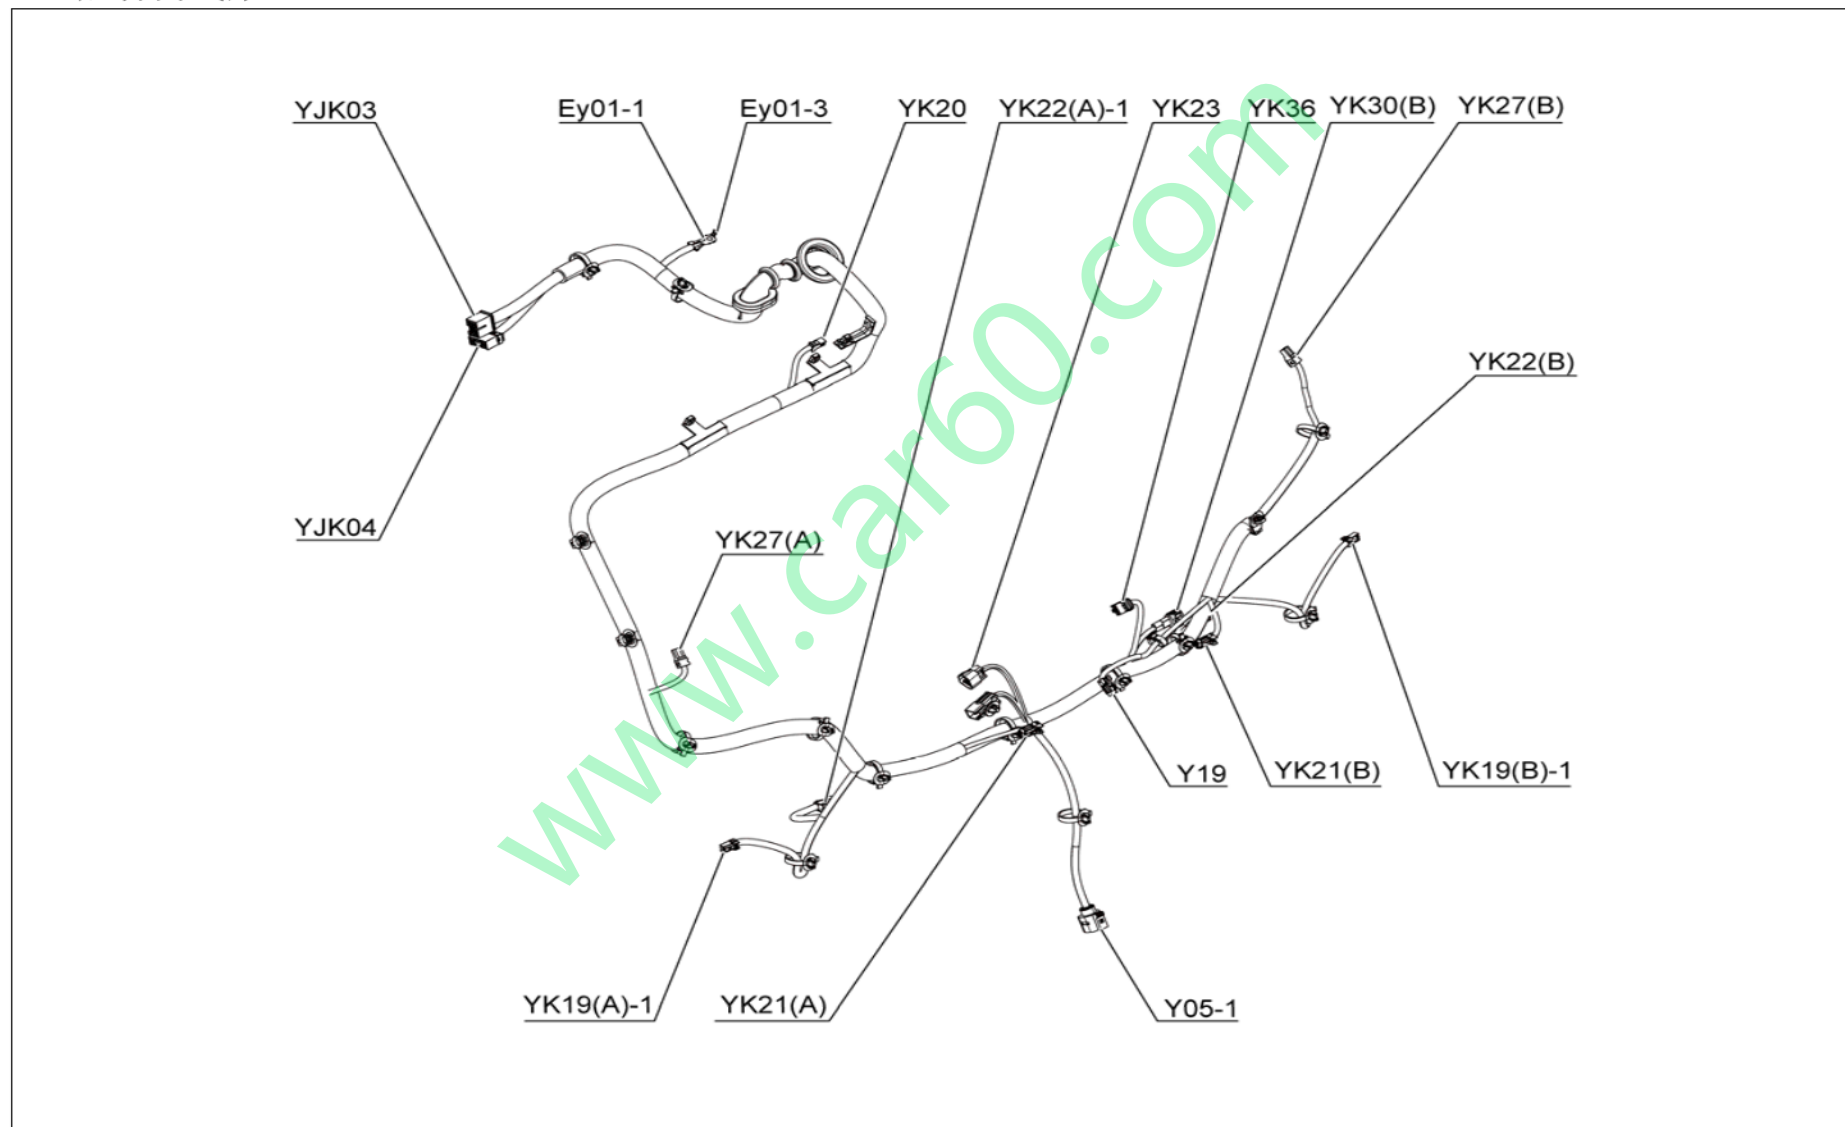 YJK03
Ey01-1
Ey01-3
YK20
YK22(A)-1
YK23
YK36
YK30(B)
YK27(B)
YK22(B)
YJK04
YK27(A)
Y19
YK21(B)
YK19(B)-1
YK19(A)-1
YK21(A)
Y05-1
www.car60.com